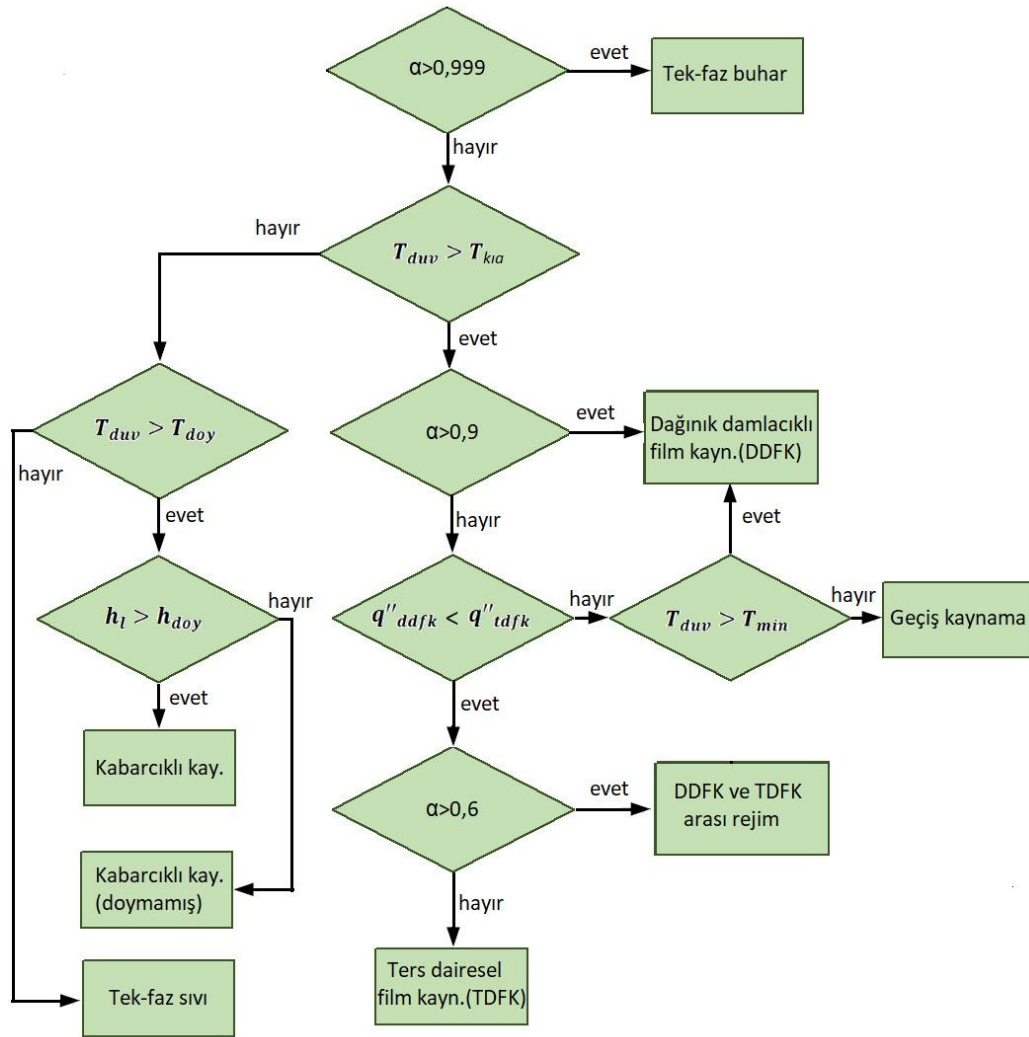 α>0,999
evet
Tek-faz buhar
hayır
hayır
T_duv > T_kıa
evet
T_duv > T_doy
hayır
evet
α>0,9
evet
Dağınık damlacıklı
film kayn.(DDFK)
hayır
evet
h_l > h_doy
hayır
evet
q''_ddfk < q''_tdfk
hayır
T_duv > T_min
hayır
Geçiş kaynama
evet
Kabarcıklı kay.
α>0,6
evet
DDFK ve TDFK
arası rejim
Kabarcıklı kay.
(doymamış)
hayır
Tek-faz sıvı
Ters dairesel
film kayn.(TDFK)